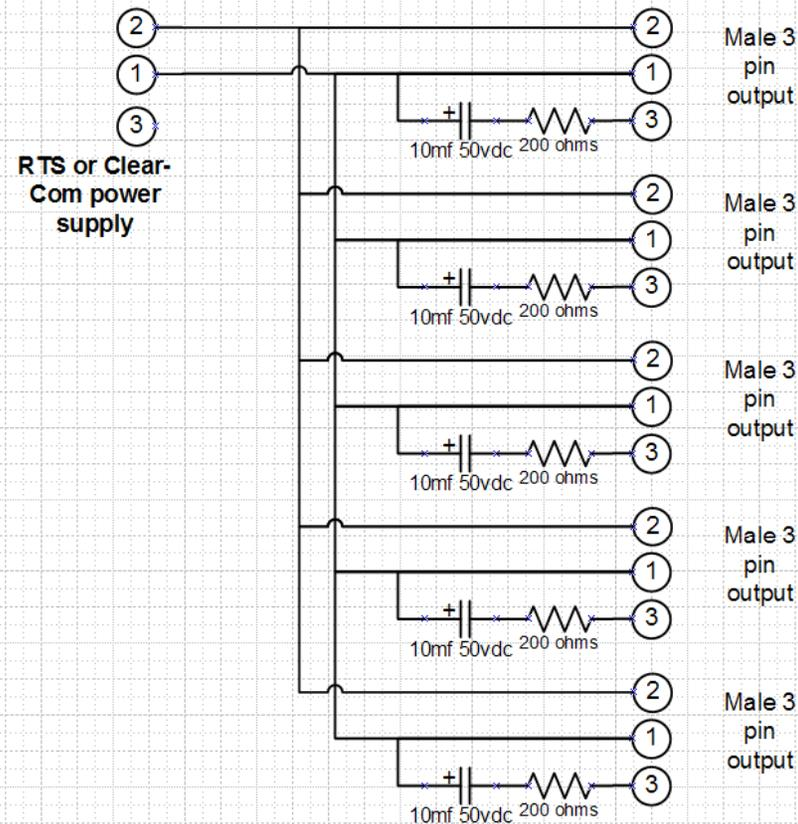 2
2
Male 3
pin
output
1
1
+
3
3
10mf 50vdc
200 ohms
RTS or Clear-
Com power
supply
2
Male 3
pin
output
1
+
3
10mf 50vdc
200 ohms
2
Male 3
pin
output
1
+
3
10mf 50vdc
200 ohms
2
Male 3
pin
output
1
+
3
10mf 50vdc
200 ohms
2
Male 3
pin
output
1
+
3
10mf 50vdc
200 ohms